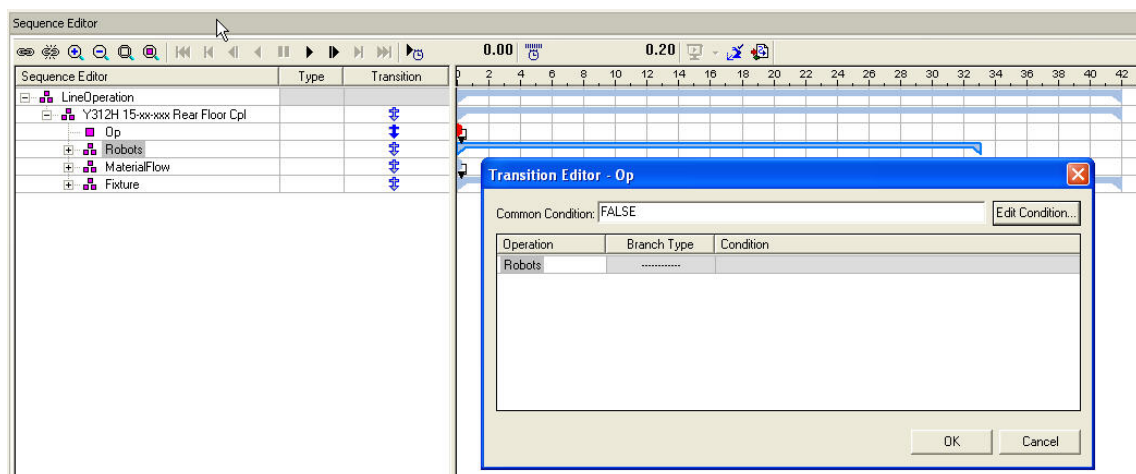 Sequence Editor
0.00 0.20
Sequence Editor Type Transition 0 2 4 6 8 10 12 14 16 18 20 22 24 26 28 30 32 34 36 38 40 42
LineOperation
Y312H 15-xx-xxx Rear Floor Cpl
Op
Robots
MaterialFlow
Fixture
Transition Editor - Op
Common Condition: FALSE Edit Condition...
Operation Branch Type Condition
Robots ------------
OK Cancel